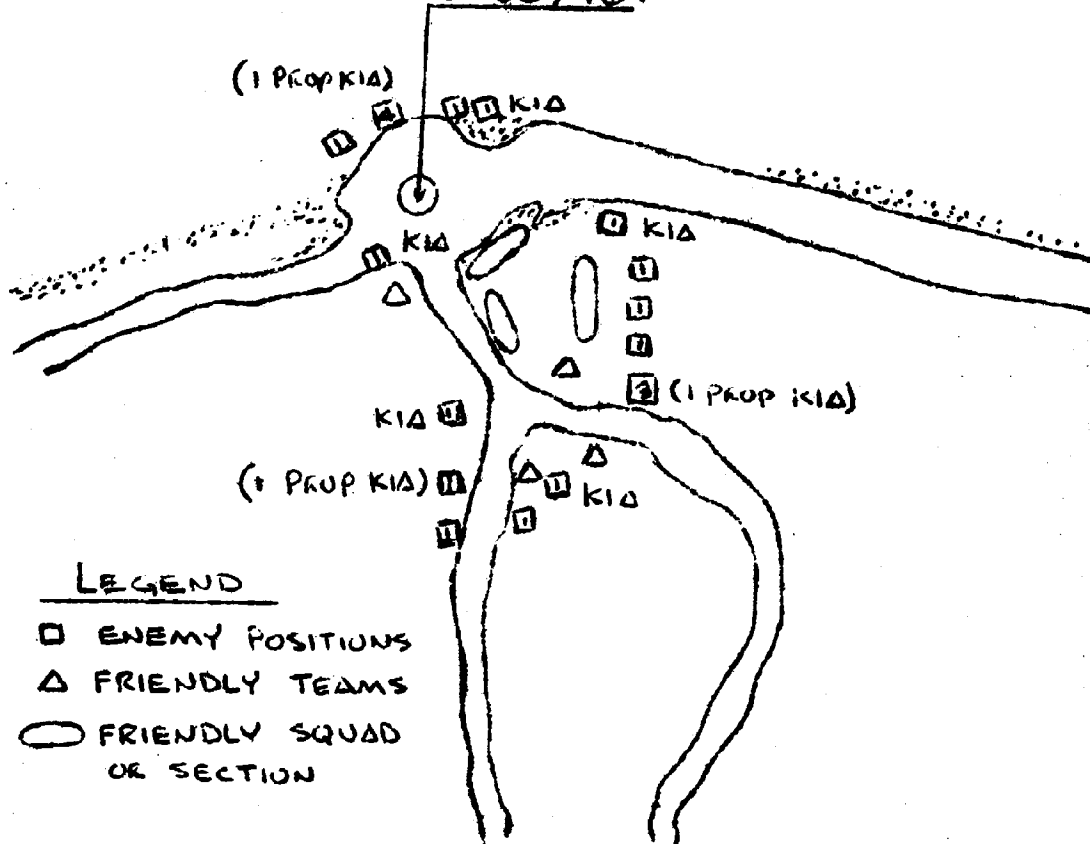 (1 PROP KIA)
KIA
KIA
KIA
(1 PROP KIA)
KIA
(1 PROP KIA)
KIA
LEGEND
ENEMY POSITIONS
FRIENDLY TEAMS
FRIENDLY SQUAD
OR SECTION